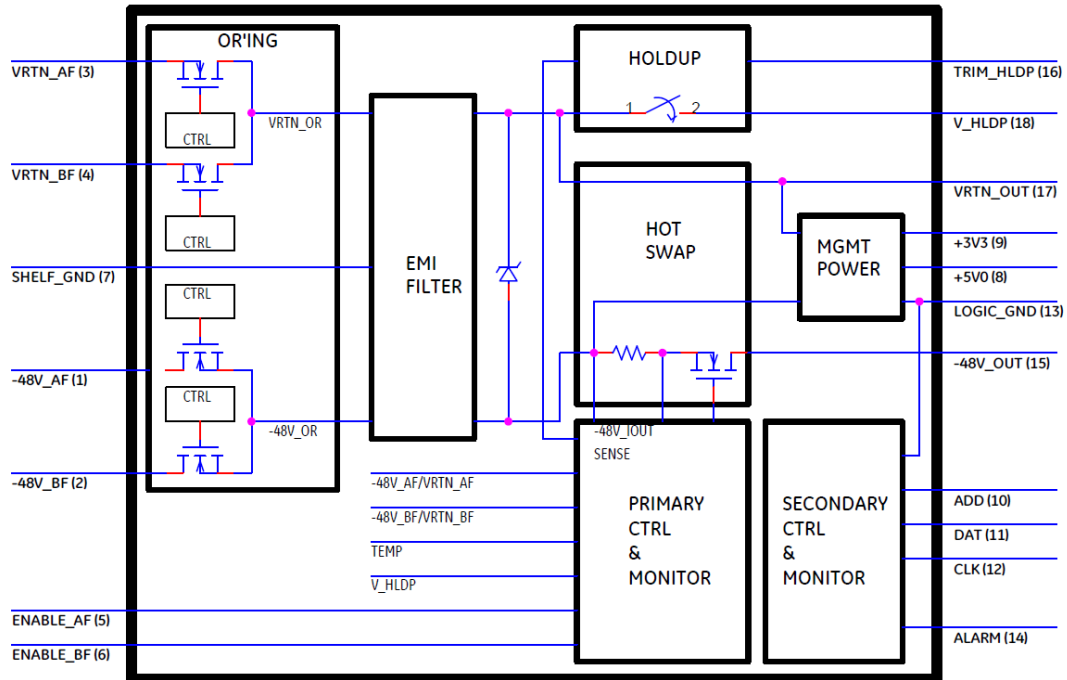 OR'ING
HOLDUP
VRTN_AF (3)
TRIM_HLDP (16)
1
2
CTRL
VRTN_OR
V_HLDP (18)
VRTN_BF (4)
VRTN_OUT (17)
CTRL
HOT
SWAP
MGMT
POWER
+3V3 (9)
EMI
FILTER
SHELF_GND (7)
+5V0 (8)
CTRL
LOGIC_GND (13)
-48V_AF (1)
-48V_OUT (15)
CTRL
-48V_OR
-48V_IOUT
SENSE
-48V_BF (2)
-48V_AF/VRTN_AF
PRIMARY
CTRL
&
MONITOR
SECONDARY
CTRL
&
MONITOR
ADD (10)
-48V_BF/VRTN_BF
DAT (11)
TEMP
CLK (12)
V_HLDP
ENABLE_AF (5)
ALARM (14)
ENABLE_BF (6)